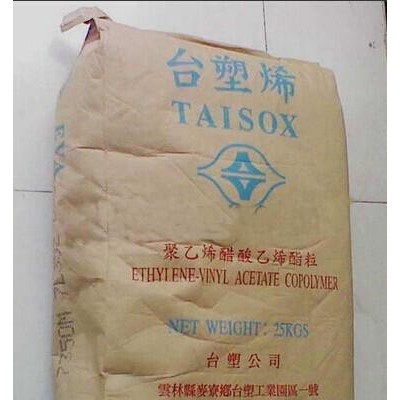 台塑烯
TAISOX
聚乙烯醋酸乙烯酯粒
ETHYLENE-VINYL ACETATE COPOLYMER
NET WEIGHT: 25KGS
台塑公司
雲林縣麥寮鄉台塑工業園區一號
EVA